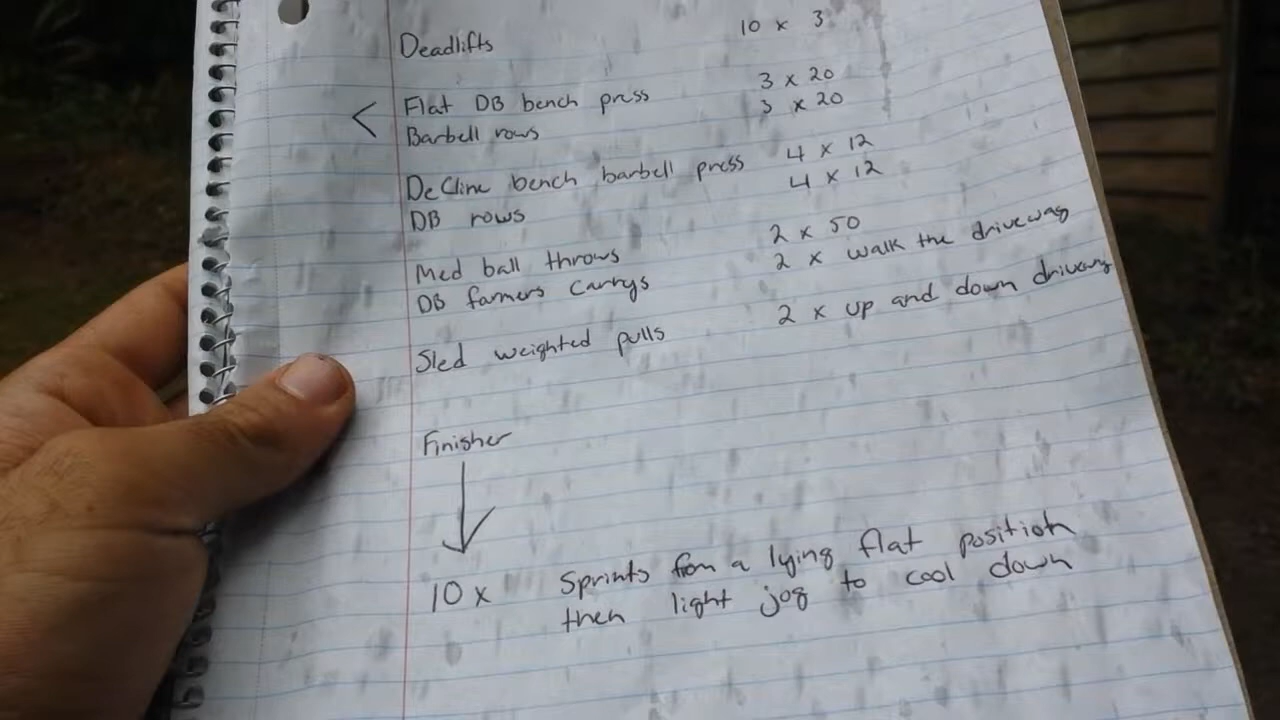 Deadlifts 10 x 3
Flat DB bench press 3 x 20
Barbell rows 3 x 20
DeCline bench barbell press 4 x 12
DB rows 4 x 12
Med ball throws 2 x 50
DB farmers carrys 2 x walk the driveway
Sled weighted pulls 2 x up and down driveway
Finisher
10 x Sprints from a lying flat position
then light jog to cool down